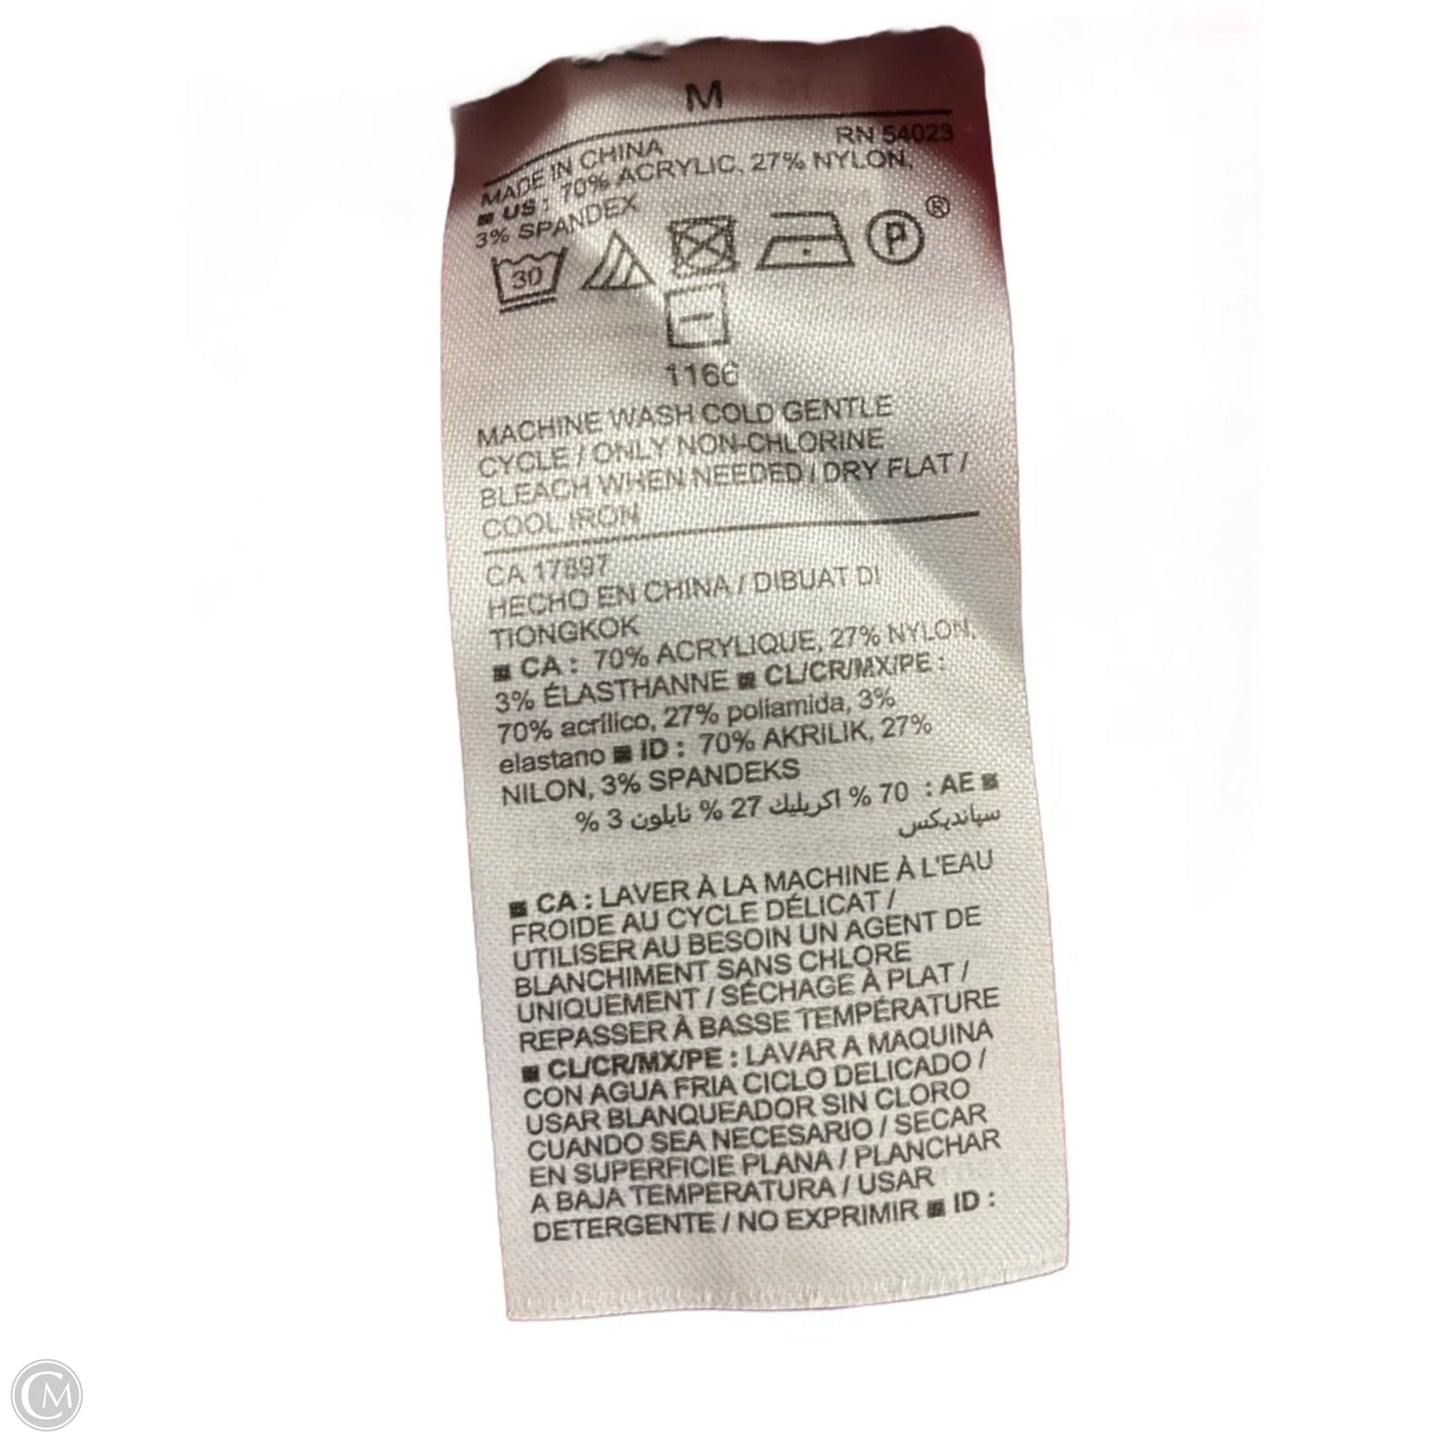 M
RN 54023
MADE IN CHINA
■ US : 70% ACRYLIC, 27% NYLON,
3% SPANDEX
30
P ®
1166
MACHINE WASH COLD GENTLE
CYCLE / ONLY NON-CHLORINE
BLEACH WHEN NEEDED / DRY FLAT /
COOL IRON
CA 17897
HECHO EN CHINA / DIBUAT DI
TIONGKOK
■ CA : 70% ACRYLIQUE, 27% NYLON,
3% ÉLASTHANNE ■ CL/CR/MX/PE :
70% acrílico, 27% poliamida, 3%
elastano ■ ID : 70% AKRILIK, 27%
NILON, 3% SPANDEKS
■ AE : 70 % اكريليك 27 % نايلون 3 %
سپانديكس
■ CA : LAVER À LA MACHINE À L'EAU
FROIDE AU CYCLE DÉLICAT /
UTILISER AU BESOIN UN AGENT DE
BLANCHIMENT SANS CHLORE
UNIQUEMENT / SÉCHAGE À PLAT /
REPASSER À BASSE TEMPÉRATURE
■ CL/CR/MX/PE : LAVAR A MAQUINA
CON AGUA FRIA CICLO DELICADO /
USAR BLANQUEADOR SIN CLORO
CUANDO SEA NECESARIO / SECAR
EN SUPERFICIE PLANA / PLANCHAR
A BAJA TEMPERATURA / USAR
DETERGENTE / NO EXPRIMIR ■ ID :
CM